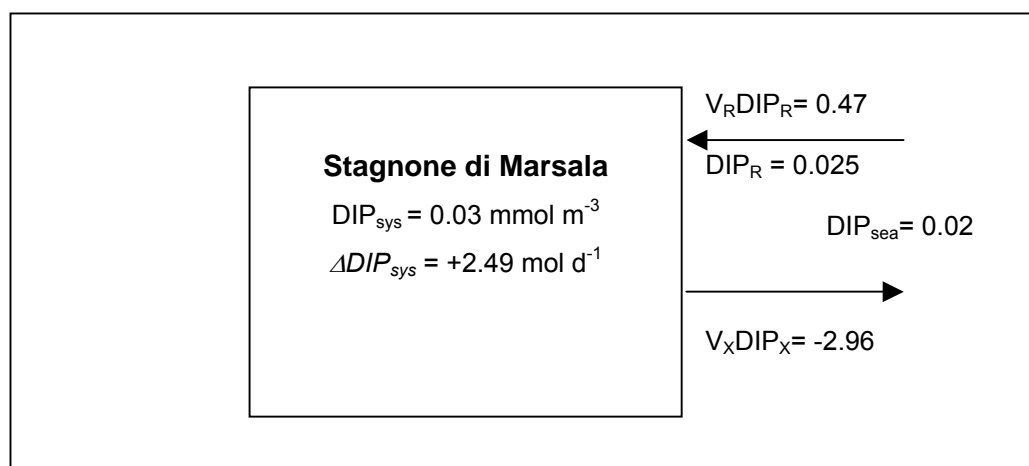 Stagnone di Marsala
DIPsys = 0.03 mmol m-3
ΔDIPsys = +2.49 mol d-1
VRDIPR= 0.47
DIPR = 0.025
DIPsea= 0.02
VXDIPX= -2.96